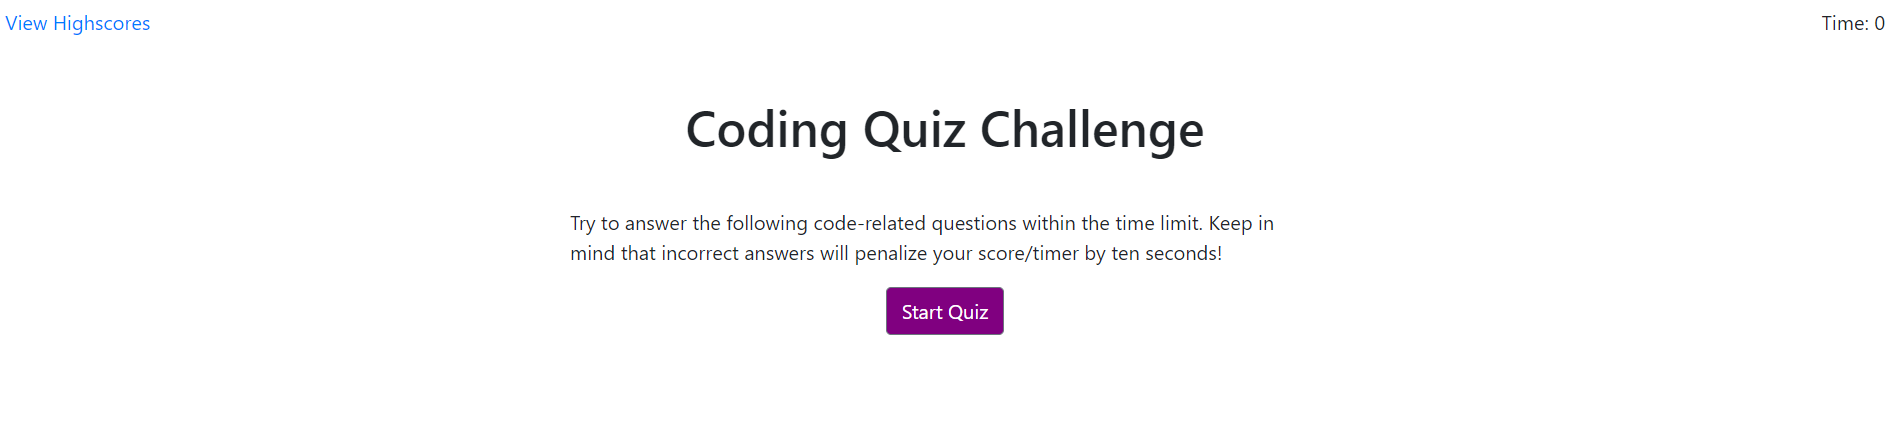 View Highscores
Time: 0
Coding Quiz Challenge
Try to answer the following code-related questions within the time limit. Keep in
mind that incorrect answers will penalize your score/timer by ten seconds!
Start Quiz